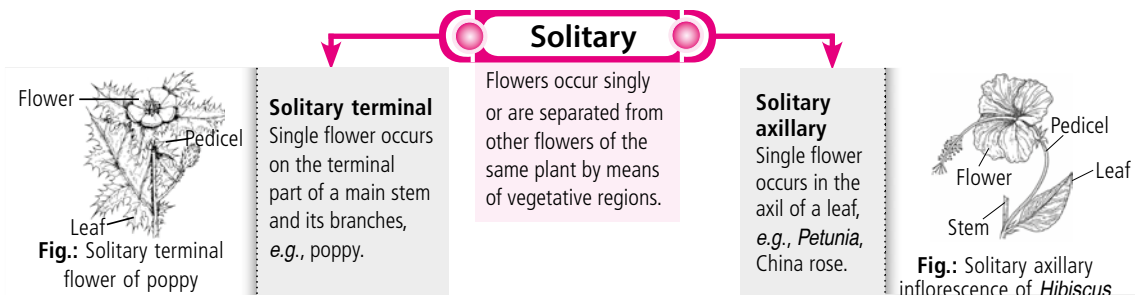 Solitary
Flower
Pedicel
Leaf
Fig.: Solitary terminal
flower of poppy
Solitary terminal
Single flower occurs
on the terminal
part of a main stem
and its branches,
e.g., poppy.
Flowers occur singly
or are separated from
other flowers of the
same plant by means
of vegetative regions.
Solitary
axillary
Single flower
occurs in the
axil of a leaf,
e.g., Petunia,
China rose.
Pedicel
Leaf
Flower
Stem
Fig.: Solitary axillary
inflorescence of Hibiscus